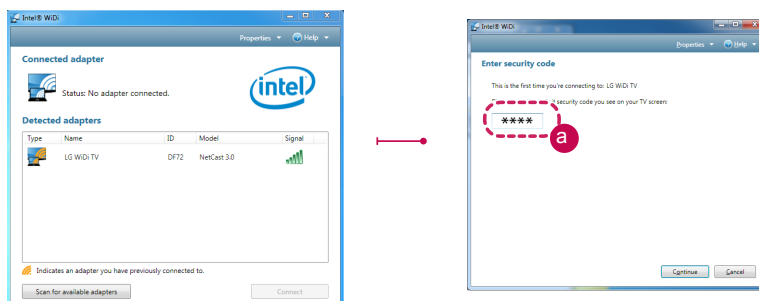 Intel® WiDi
Properties Help
Connected adapter
Status: No adapter connected.
intel
Detected adapters
Type Name ID Model Signal
LG WiDi TV DF72 NetCast 3.0
Indicates an adapter you have previously connected to.
Scan for available adapters Connect
Intel® WiDi
Properties Help
Enter security code
This is the first time you're connecting to: LG WiDi TV
security code you see on your TV screen:
****
a
Continue Cancel